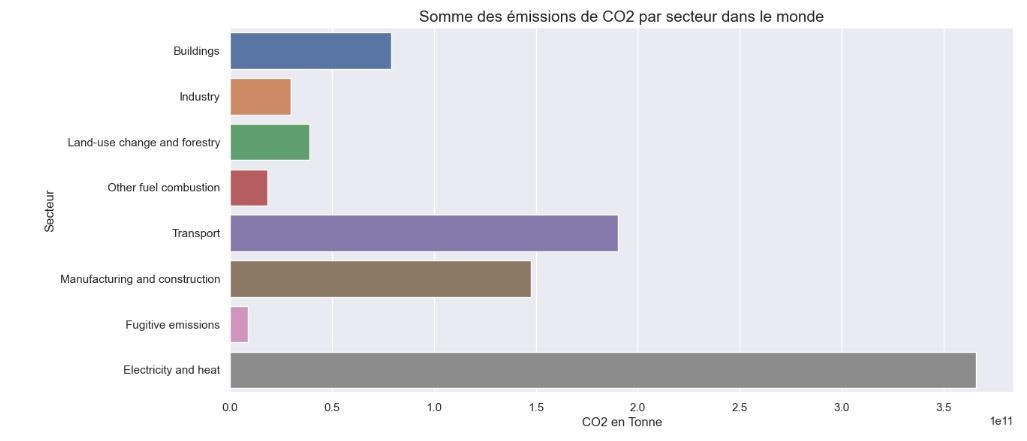 Somme des émissions de CO2 par secteur dans le monde
Buildings
Industry
Land-use change and forestry
Other fuel combustion
Transport
Manufacturing and construction
Fugitive emissions
Electricity and heat
Secteur
0.0 0.5 1.0 1.5 2.0 2.5 3.0 3.5
1e11
CO2 en Tonne